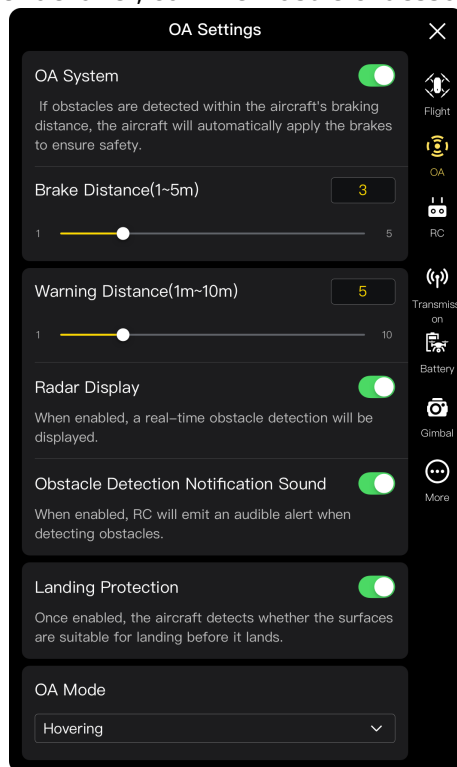 OA Settings
OA System
If obstacles are detected within the aircraft's braking
distance, the aircraft will automatically apply the brakes
to ensure safety.
Brake Distance(1~5m)
3
1
5
Warning Distance(1m~10m)
5
1
10
Radar Display
When enabled, a real-time obstacle detection will be
displayed.
Obstacle Detection Notification Sound
When enabled, RC will emit an audible alert when
detecting obstacles.
Landing Protection
Once enabled, the aircraft detects whether the surfaces
are suitable for landing before it lands.
OA Mode
Hovering
Flight
OA
RC
Transmiss
on
Battery
Gimbal
More